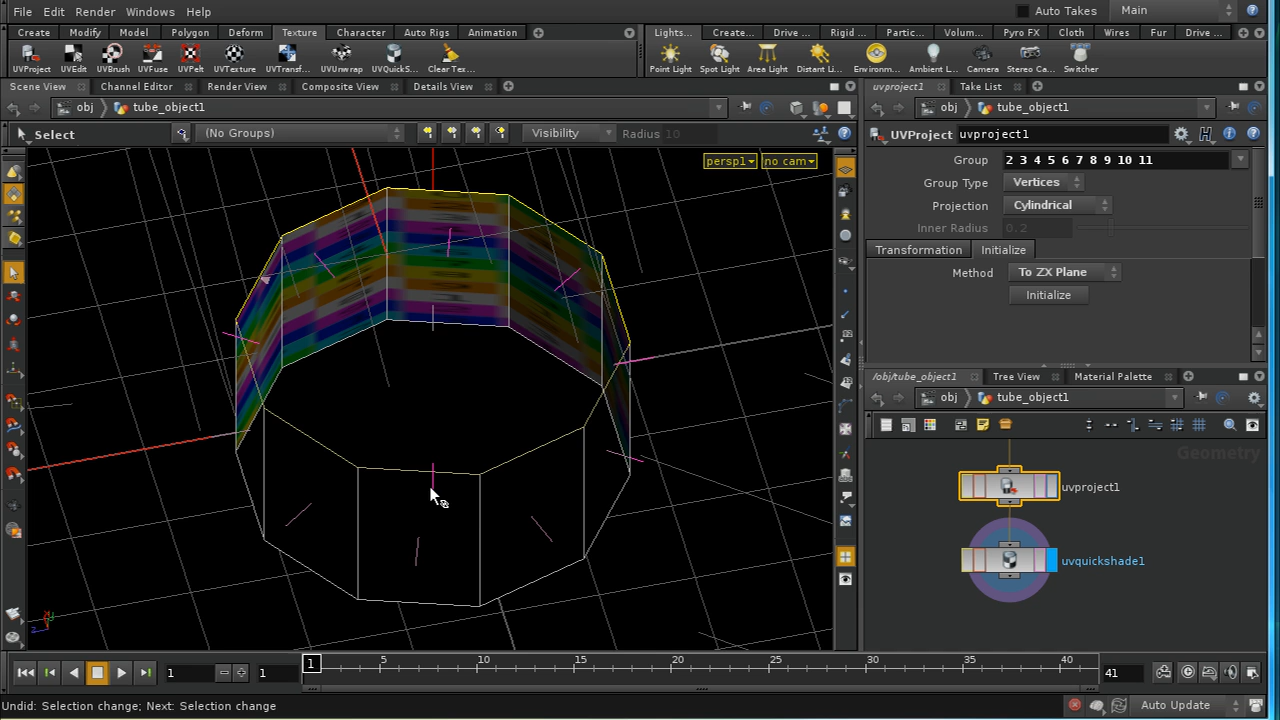 File Edit Render Windows Help Auto Takes Main
Create Modify Model Polygon Deform Texture Character Auto Rigs Animation Lights... Create... Drive ... Rigid ... Partic... Volum... Pyro FX Cloth Wires Fur Drive ...
UVProject UVEdit UVBrush UVFuse UVPelt UVTexture UVTransf... UVUnwrap UVQuickS... Clear Tex... Point Light Spot Light Area Light Distant Li... Environm... Ambient L... Camera Stereo Ca... Switcher
Scene View Channel Editor Render View Composite View Details View uvproject1 Take List
obj tube_object1 obj tube_object1
Select (No Groups) Visibility Radius 10 UVProject uvproject1
persp1 no cam Group 2 3 4 5 6 7 8 9 10 11
Group Type Vertices
Projection Cylindrical
Inner Radius 0.2
Transformation Initialize
Method To ZX Plane
Initialize
/obj/tube_object1 Tree View Material Palette
obj tube_object1
Geometry
uvproject1
uvquickshade1
1 1 1 5 10 15 20 25 30 35 40 41
Undid: Selection change; Next: Selection change Auto Update